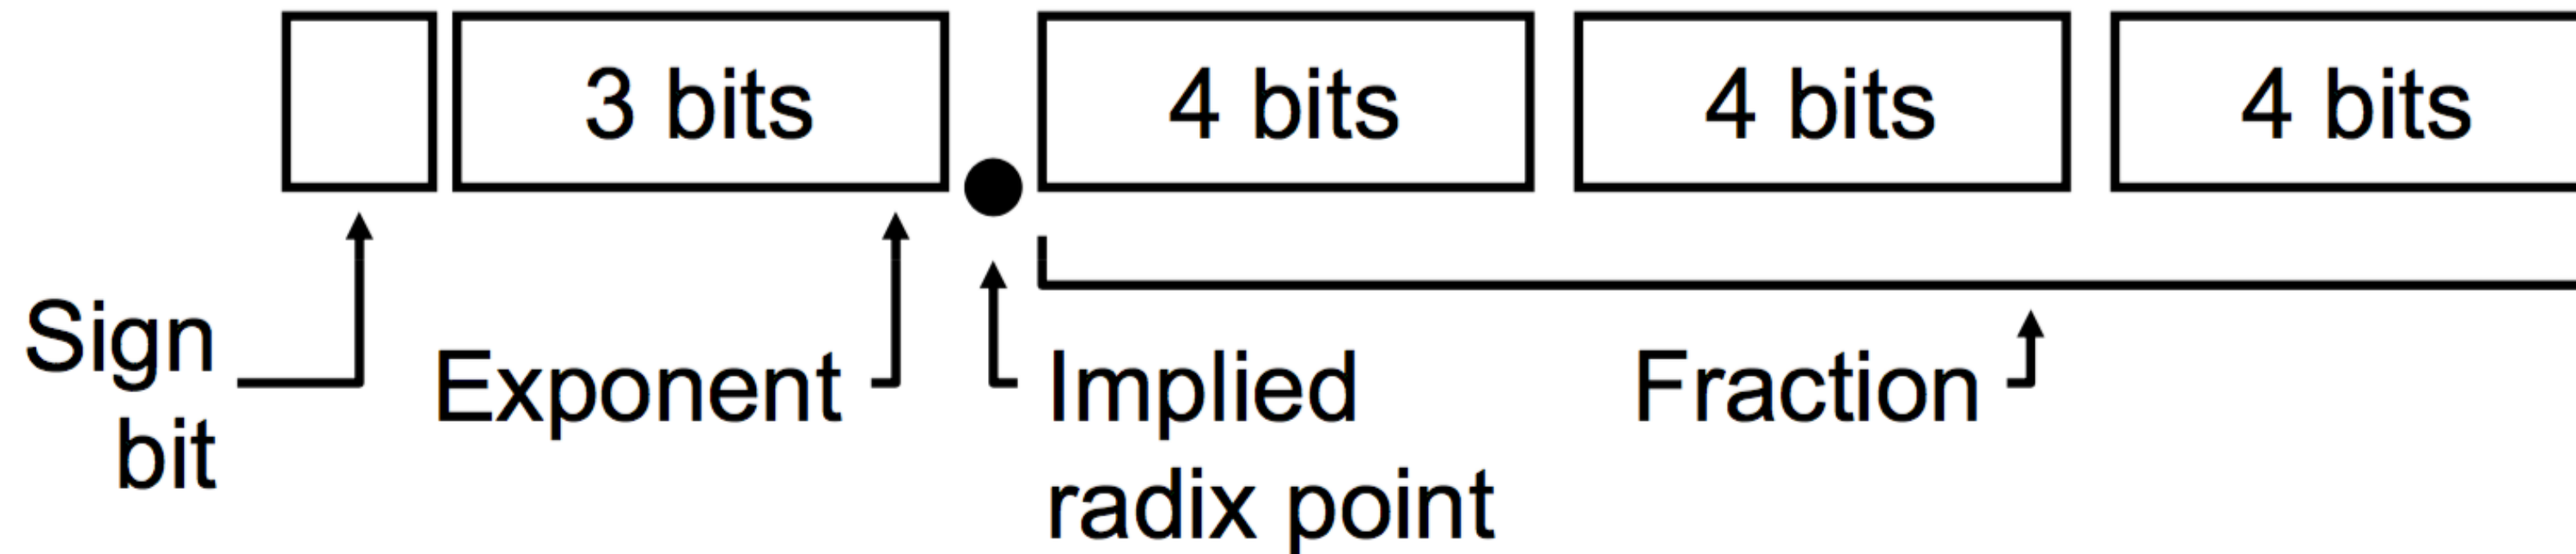 3 bits
4 bits
4 bits
4 bits
Sign
bit
Exponent
Implied
radix point
Fraction